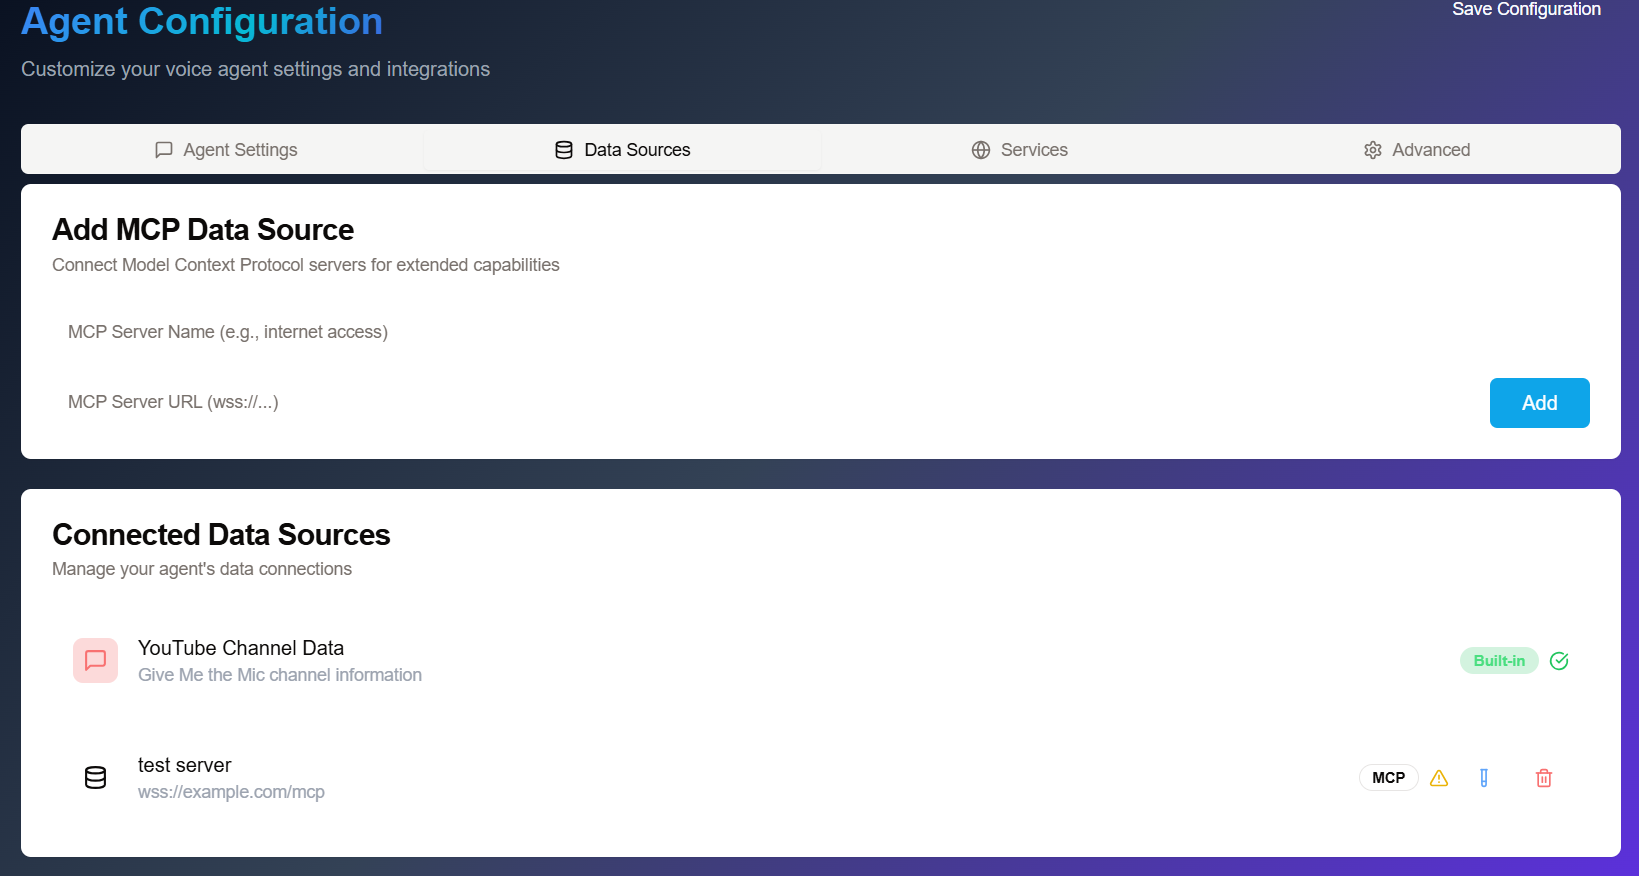 Agent Configuration
Save Configuration
Customize your voice agent settings and integrations
Agent Settings
Data Sources
Services
Advanced
Add MCP Data Source
Connect Model Context Protocol servers for extended capabilities
MCP Server Name (e.g., internet access)
MCP Server URL (wss://...)
Add
Connected Data Sources
Manage your agent's data connections
YouTube Channel Data
Give Me the Mic channel information
Built-in
test server
wss://example.com/mcp
MCP